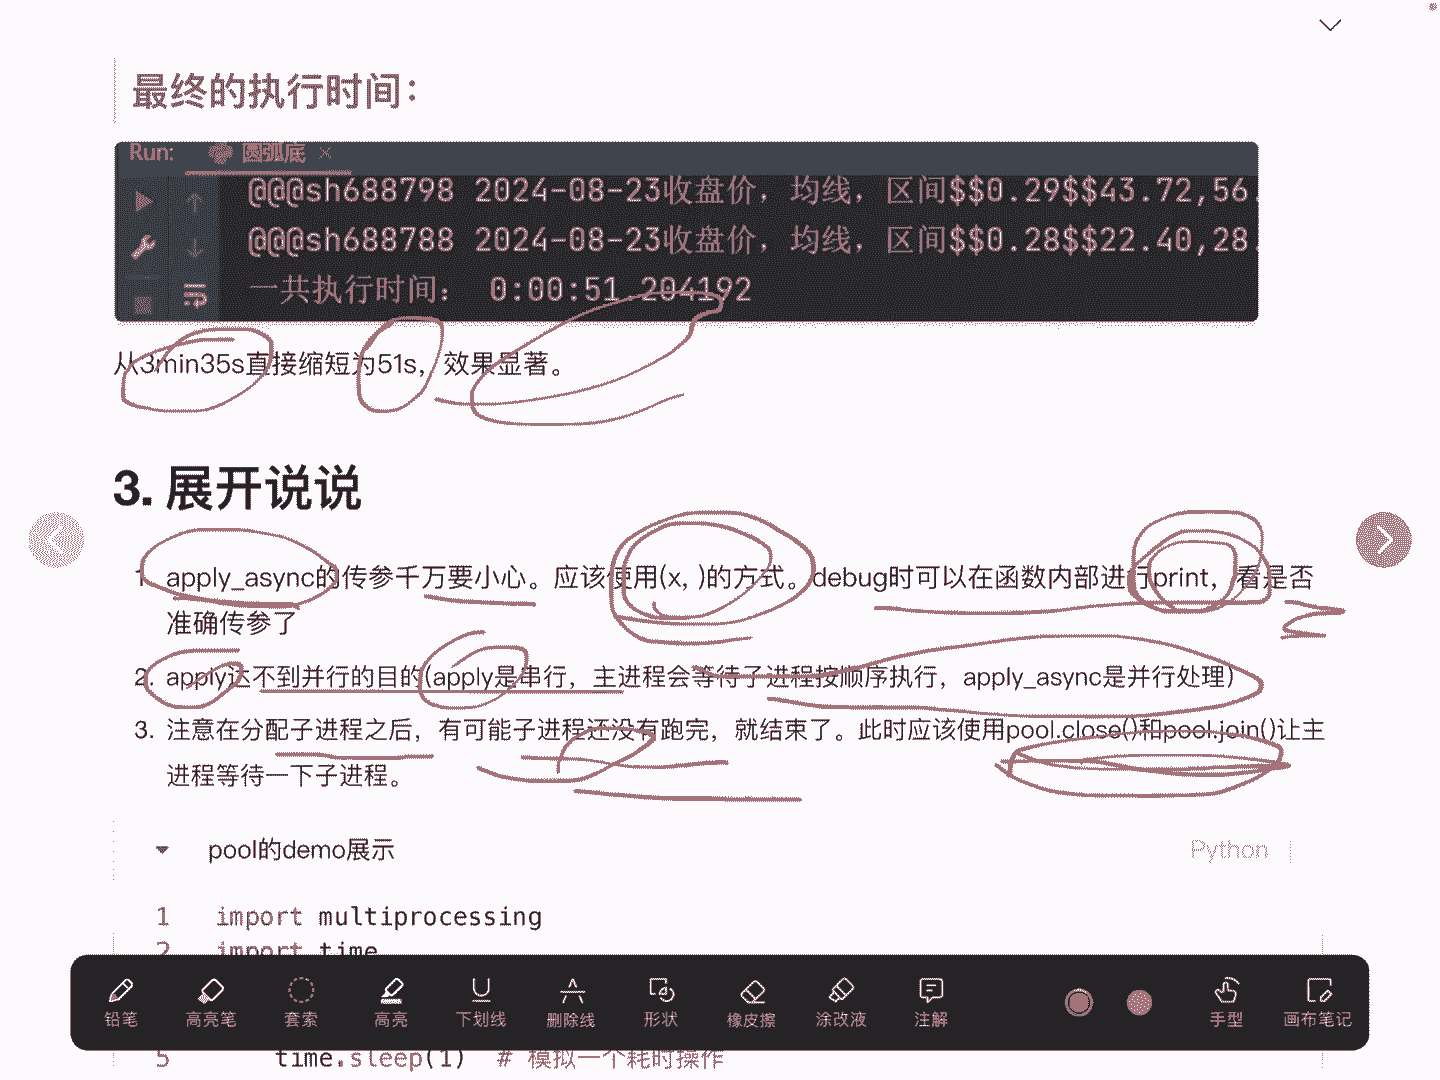 最终的执行时间：
Run: 圆弧底 ×
@@@sh688798 2024-08-23收盘价，均线，区间$$0.29$$43.72,56.
@@@sh688788 2024-08-23收盘价，均线，区间$$0.28$$22.40,28.
一共执行时间： 0:00:51.204192
从3min35s直接缩短为51s，效果显著。
3. 展开说说
1. apply_async的传参千万要小心。应该使用(x, )的方式。debug时可以在函数内部进行print，看是否
准确传参了
2. apply达不到并行的目的(apply是串行，主进程会等待子进程按顺序执行，apply_async是并行处理)
3. 注意在分配子进程之后，有可能子进程还没有跑完，就结束了。此时应该使用pool.close()和pool.join()让主
进程等待一下子进程。
pool的demo展示 Python
1 import multiprocessing
2 import time
铅笔 高亮笔 套索 高亮 下划线 删除线 形状 橡皮擦 涂改液 注解 手型 画布笔记
5 time.sleep(1) # 模拟一个耗时操作